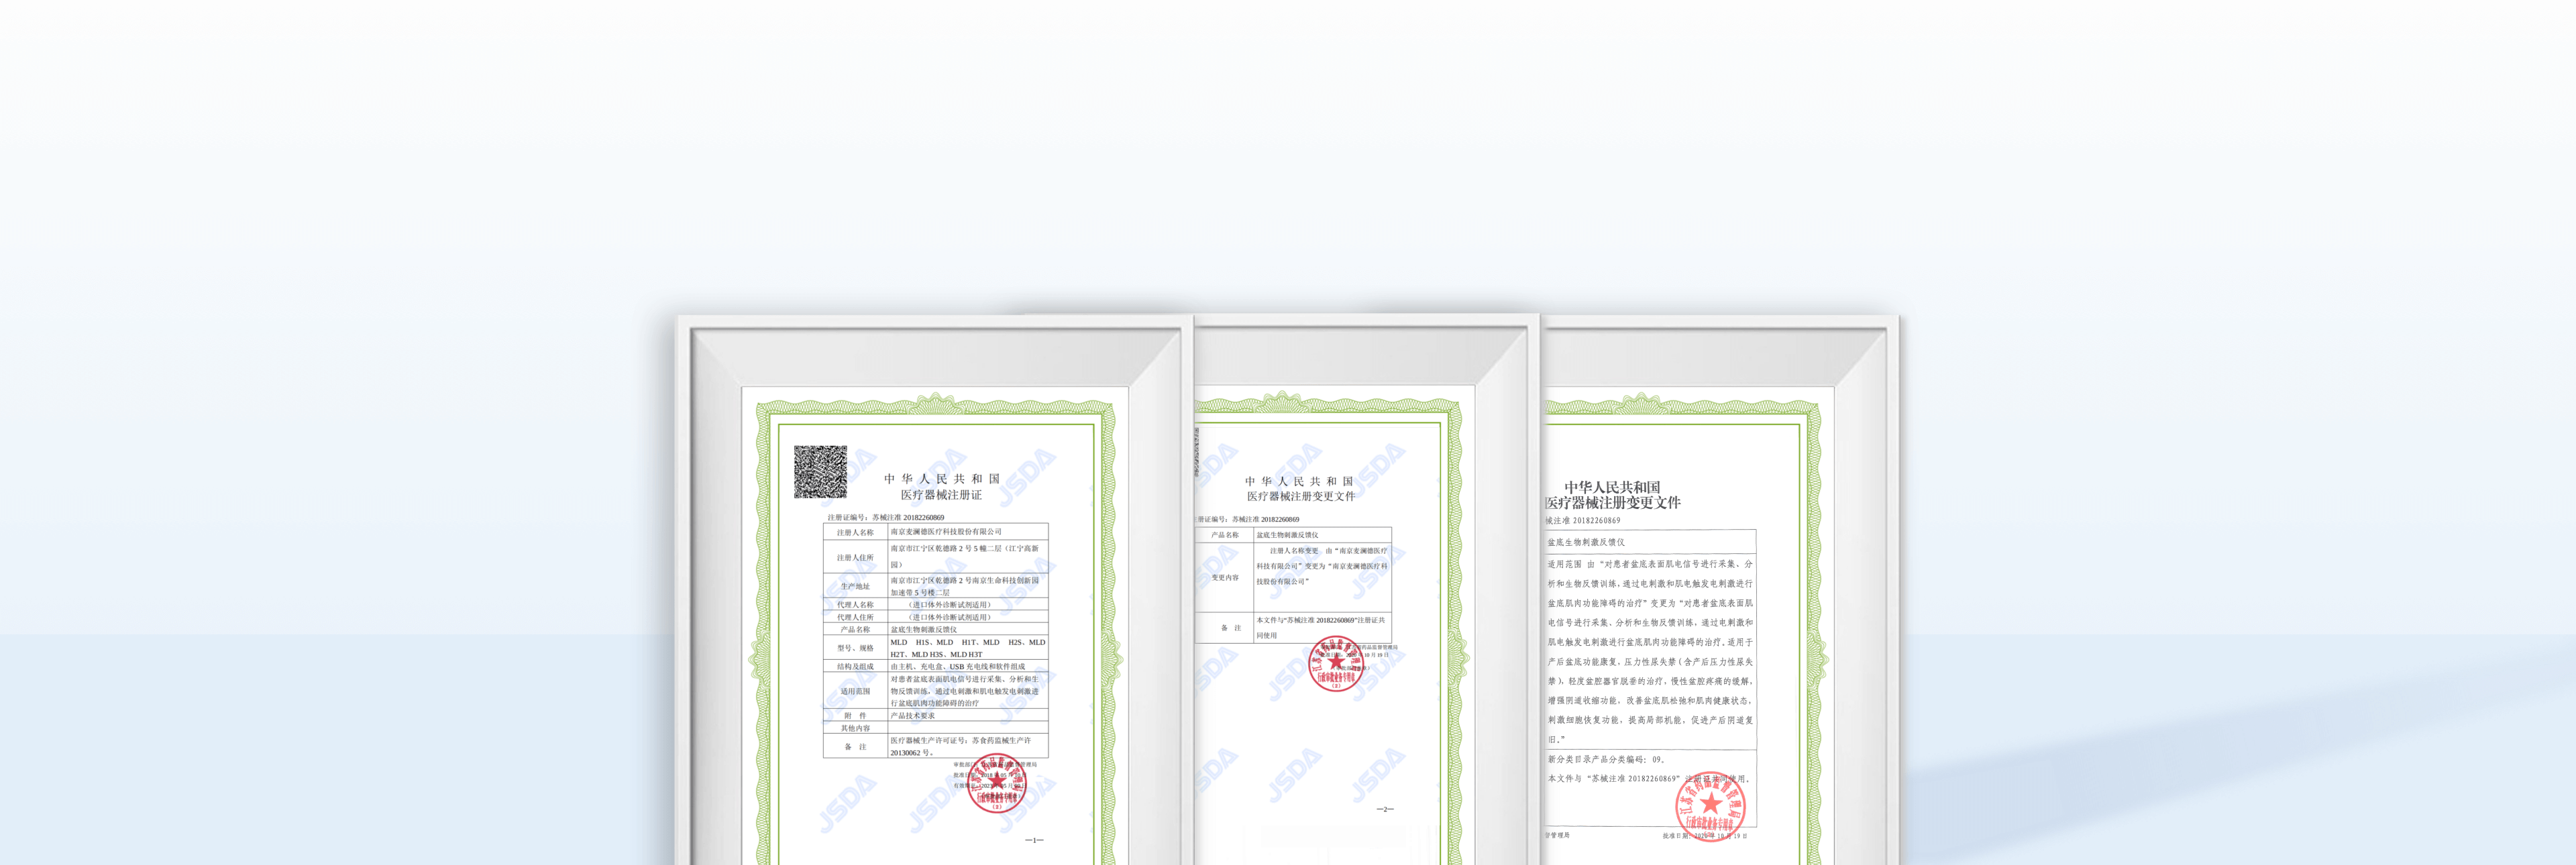 中华人民共和国
医疗器械注册证
注册证编号：苏械注准 20182260869
注册人名称 南京麦澜德医疗科技股份有限公司
注册人住所 南京市江宁区乾德路 2 号 5 幢二层（江宁高新
园）
生产地址 南京市江宁区乾德路 2 号南京生命科技创新园
加速带 5 号楼二层
代理人名称 （进口体外诊断试剂适用）
代理人住所 （进口体外诊断试剂适用）
产品名称 盆底生物刺激反馈仪
型号、规格 MLD H1S、MLD H1T、MLD H2S、MLD
H2T、MLD H3S、MLD H3T
结构及组成 由主机、充电盒、USB 充电线和软件组成
适用范围 对患者盆底表面肌电信号进行采集、分析和生
物反馈训练，通过电刺激和肌电触发电刺激进
行盆底肌肉功能障碍的治疗
附 件 产品技术要求
其他内容
备 注 医疗器械生产许可证号：苏食药监械生产许
20130062 号。
审批部门：江苏省药品监督管理局
批准日期：2018
有效期至：2023
—1—
中华人民共和国
医疗器械注册变更文件
注册证编号：苏械注准 20182260869
产品名称 盆底生物刺激反馈仪
变更内容 注册人名称变更 由“南京麦澜德医疗
科技有限公司”变更为“南京麦澜德医疗科
技股份有限公司”
备 注 本文件与“苏械注准 20182260869”注册证共
同使用
药品监督管理局
10 月 19 日
—2—
中华人民共和国
医疗器械注册变更文件
械注准 20182260869
盆底生物刺激反馈仪
适用范围 由 “对患者盆底表面肌电信号进行采集、分
析和生物反馈训练，通过电刺激和肌电触发电刺激进行
盆底肌肉功能障碍的治疗” 变更为 “对患者盆底表面肌
电信号进行采集、分析和生物反馈训练，通过电刺激和
肌电触发电刺激进行盆底肌肉功能障碍的治疗。适用于
产后盆底功能康复，压力性尿失禁（含产后压力性尿失
禁），轻度盆腔器官脱垂的治疗，慢性盆腔疼痛的缓解，
增强阴道收缩功能，改善盆底肌松弛和肌肉健康状态，
刺激细胞恢复功能，提高局部机能，促进产后阴道复
旧。”
新分类目录产品分类编码：09。
本文件与 “苏械注准 20182260869” 注册证共同使用。
督管理局
批准日期：2020 年 10 月 19 日
江苏省药品监督管理局
行政审批业务专用章
JSDA